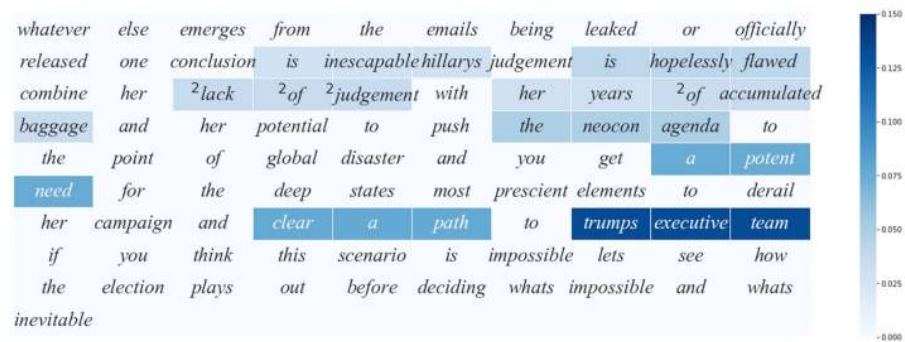 whatever else emerges from the emails being leaked or officially
released one conclusion is inescapable hillarys judgement is hopelessly flawed
combine her ²lack ²of ²judgement with her years ²of accumulated
baggage and her potential to push the neocon agenda to
the point of global disaster and you get a potent
need for the deep states most prescient elements to derail
her campaign and clear a path to trumps executive team
if you think this scenario is impossible lets see how
the election plays out before deciding whats impossible and whats
inevitable
0.150
0.125
0.100
0.075
0.050
0.025
0.000